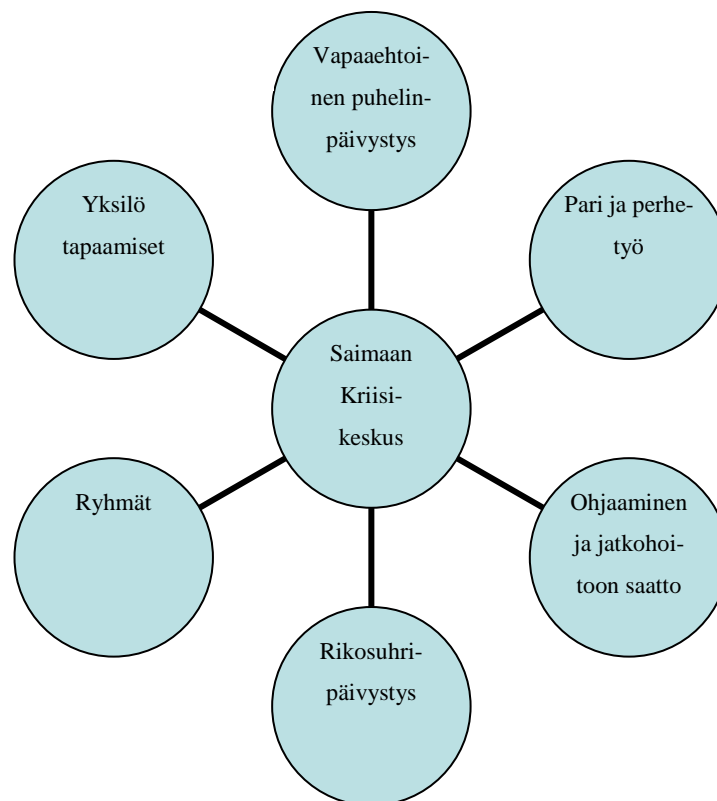 Vapaaehtoi-
nen puhelin-
päivystys
Yksilö
tapaamiset
Pari ja perhe-
työ
Saimaan
Kriisi-
keskus
Ryhmät
Ohjaaminen
ja jatkohoi-
toon saatto
Rikosuhri-
päivystys